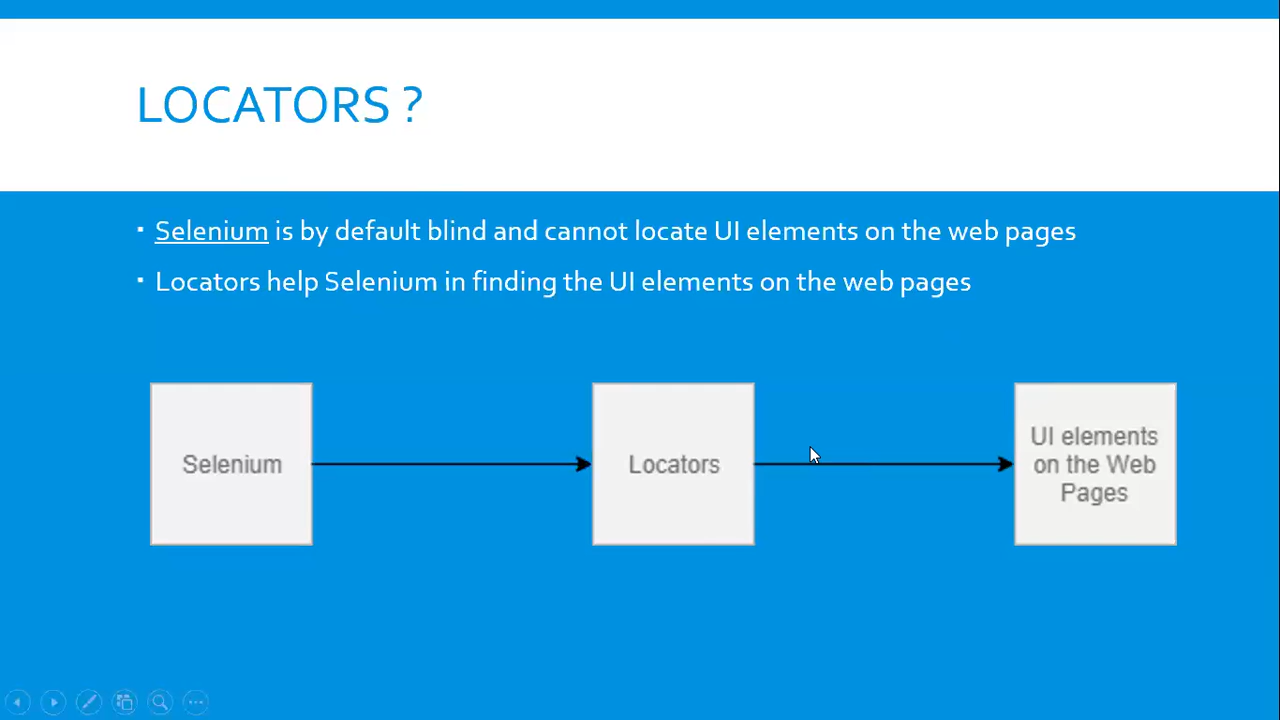 LOCATORS ?
▪ Selenium is by default blind and cannot locate UI elements on the web pages
▪ Locators help Selenium in finding the UI elements on the web pages
Selenium
Locators
UI elements
on the Web
Pages